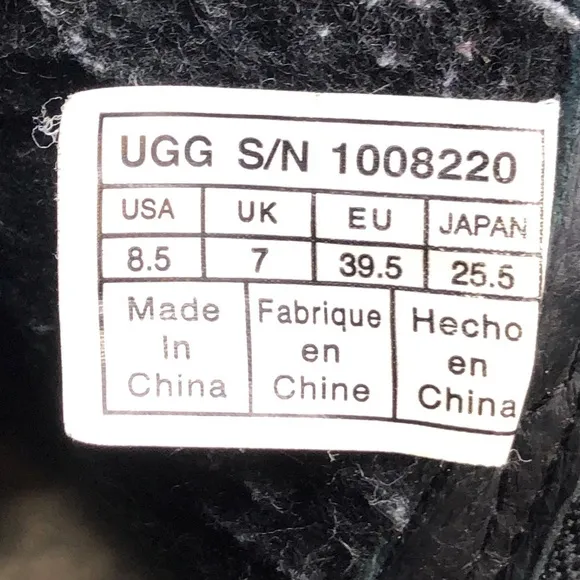 UGG S/N 1008220
USA UK EU JAPAN
8.5 7 39.5 25.5
Made
In
China
Fabrique
en
Chine
Hecho
en
China